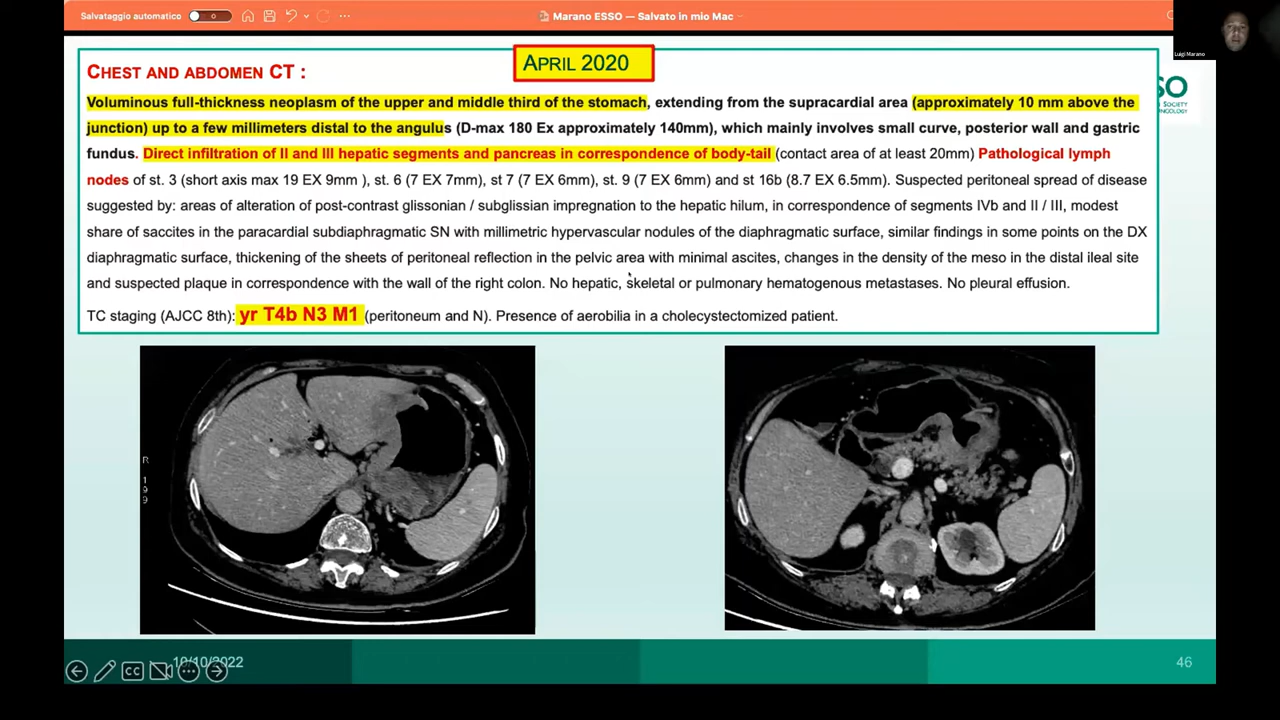 Salvataggio automatico 0
Marano ESSO — Salvato in mio Mac
Luigi Marano
APRIL 2020
CHEST AND ABDOMEN CT :
Voluminous full-thickness neoplasm of the upper and middle third of the stomach, extending from the supracardial area (approximately 10 mm above the
junction) up to a few millimeters distal to the angulus (D-max 180 Ex approximately 140mm), which mainly involves small curve, posterior wall and gastric
fundus. Direct infiltration of II and III hepatic segments and pancreas in correspondence of body-tail (contact area of at least 20mm) Pathological lymph
nodes of st. 3 (short axis max 19 EX 9mm ), st. 6 (7 EX 7mm), st 7 (7 EX 6mm), st. 9 (7 EX 6mm) and st 16b (8.7 EX 6.5mm). Suspected peritoneal spread of disease
suggested by: areas of alteration of post-contrast glissonian / subglissian impregnation to the hepatic hilum, in correspondence of segments IVb and II / III, modest
share of saccites in the paracardial subdiaphragmatic SN with millimetric hypervascular nodules of the diaphragmatic surface, similar findings in some points on the DX
diaphragmatic surface, thickening of the sheets of peritoneal reflection in the pelvic area with minimal ascites, changes in the density of the meso in the distal ileal site
and suspected plaque in correspondence with the wall of the right colon. No hepatic, skeletal or pulmonary hematogenous metastases. No pleural effusion.
TC staging (AJCC 8th): yr T4b N3 M1 (peritoneum and N). Presence of aerobilia in a cholecystectomized patient.
SO
SOCIETY
R
1
9
9
10/10/2022
CC
46